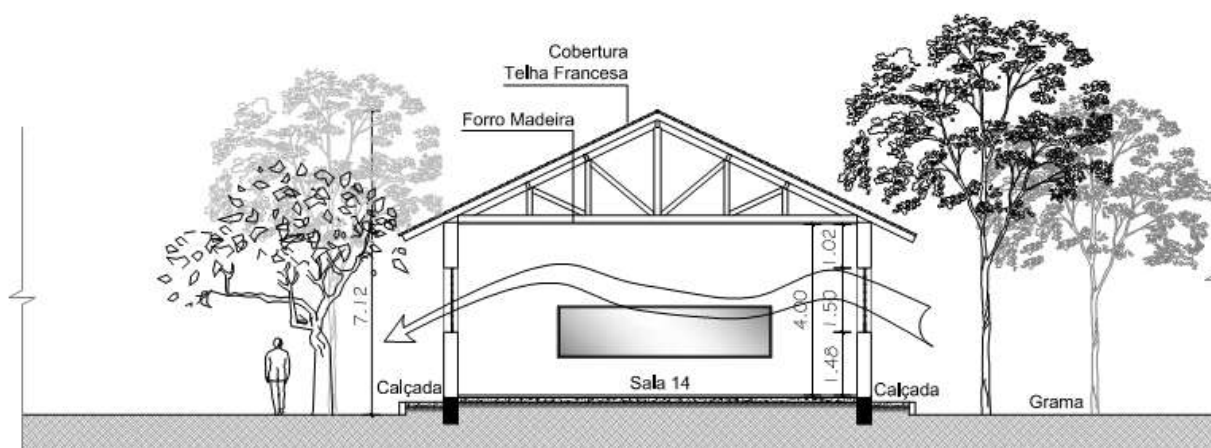 Cobertura
Telha Francesa
Forro Madeira
7.12
4.00
1.02
1.50
1.48
Calçada
Sala 14
Calçada
Grama